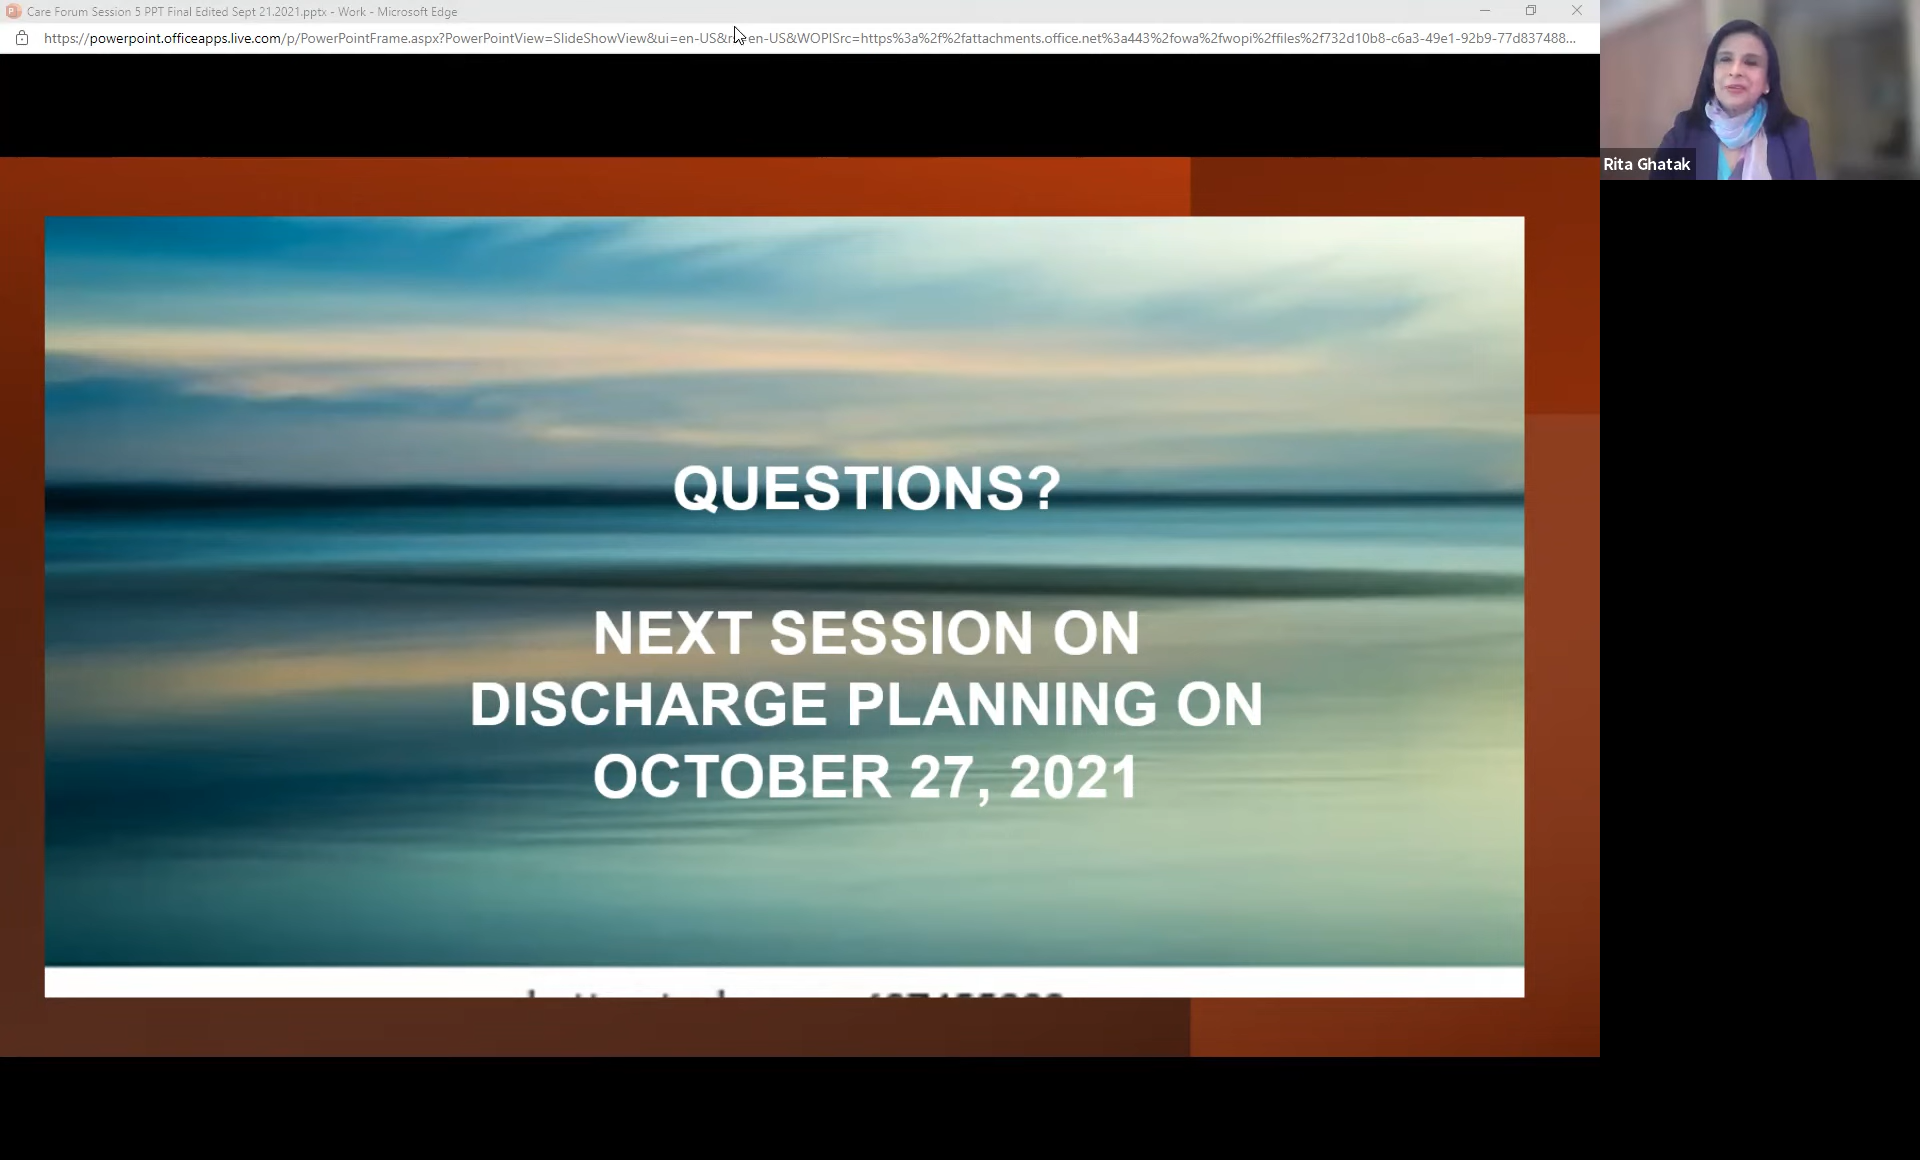 Care Forum Session 5 PPT Final Edited Sept 21.2021.pptx - Work - Microsoft Edge
https://powerpoint.officeapps.live.com/p/PowerPointFrame.aspx?PowerPointView=SlideShowView&ui=en-US&rs=en-US&WOPISrc=https%3a%2f%2fattachments.office.net%3a443%2fowa%2fwopi%2ffiles%2f732d10b8-c6a3-49e1-92b9-77d837488...
Rita Ghatak
QUESTIONS?
NEXT SESSION ON
DISCHARGE PLANNING ON
OCTOBER 27, 2021